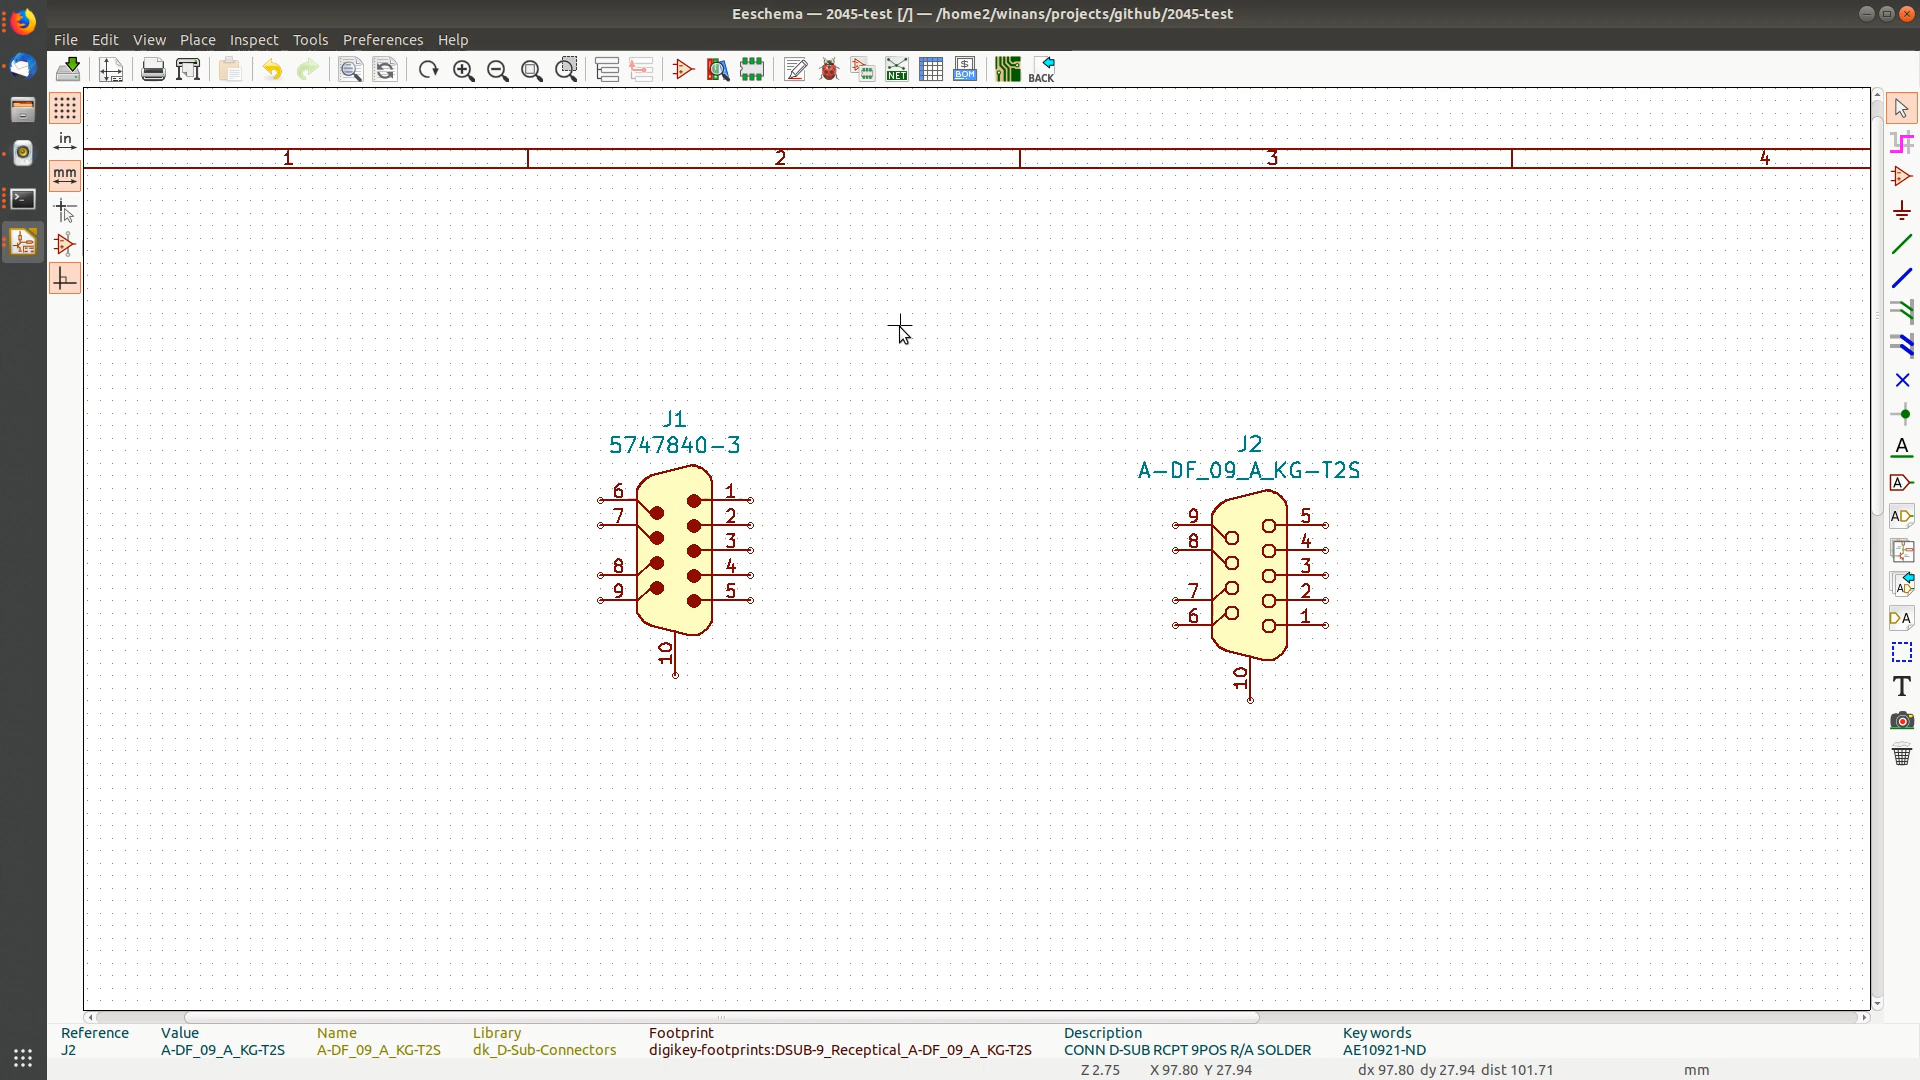 Eeschema — 2045-test [/] — /home2/winans/projects/github/2045-test
File Edit View Place Inspect Tools Preferences Help
NET
$
BOM
BACK
in
mm
1 2 3 4
J1
5747840-3
6 1
7 2
3
8 4
9 5
10
J2
A-DF_09_A_KG-T2S
9 5
8 4
3
7 2
6 1
10
A
A
AD
AD
DA
T
Reference Value Name Library Footprint Description Key words
J2 A-DF_09_A_KG-T2S A-DF_09_A_KG-T2S dk_D-Sub-Connectors digikey-footprints:DSUB-9_Receptical_A-DF_09_A_KG-T2S CONN D-SUB RCPT 9POS R/A SOLDER AE10921-ND
Z 2.75 X 97.80 Y 27.94 dx 97.80 dy 27.94 dist 101.71 mm